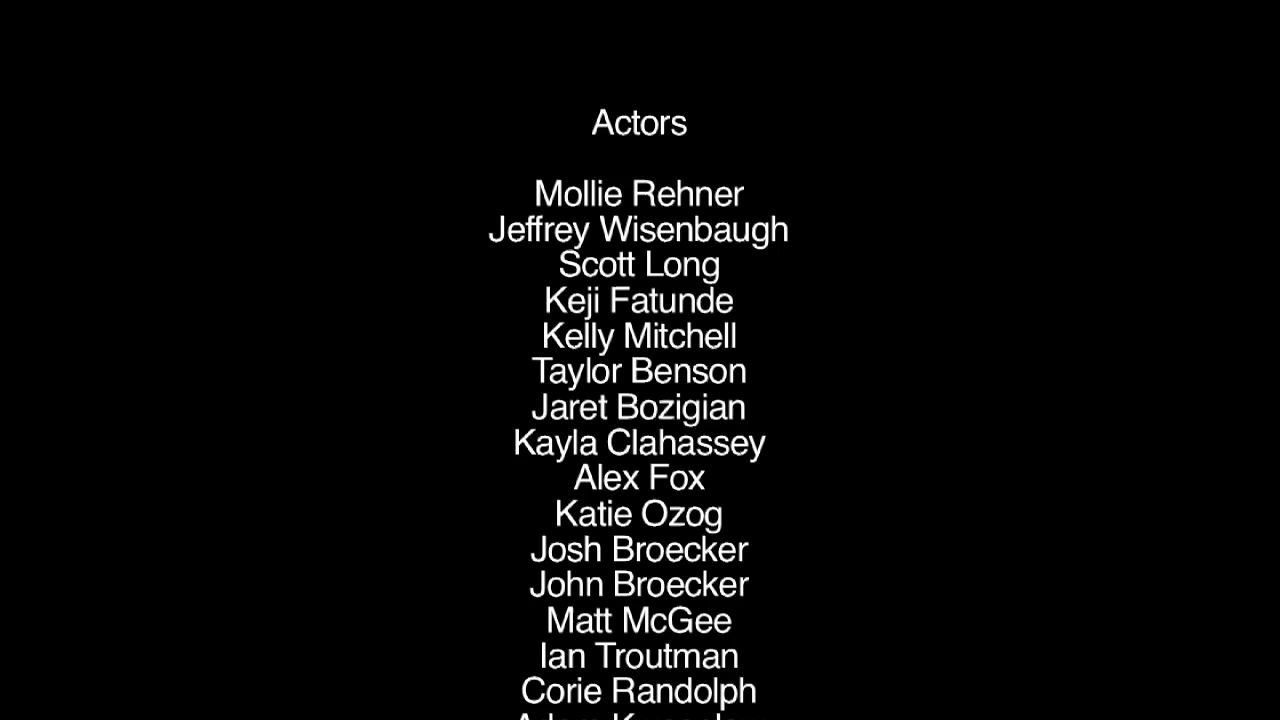 Actors
Mollie Rehner
Jeffrey Wisenbaugh
Scott Long
Keji Fatunde
Kelly Mitchell
Taylor Benson
Jaret Bozigian
Kayla Clahassey
Alex Fox
Katie Ozog
Josh Broecker
John Broecker
Matt McGee
Ian Troutman
Corie Randolph